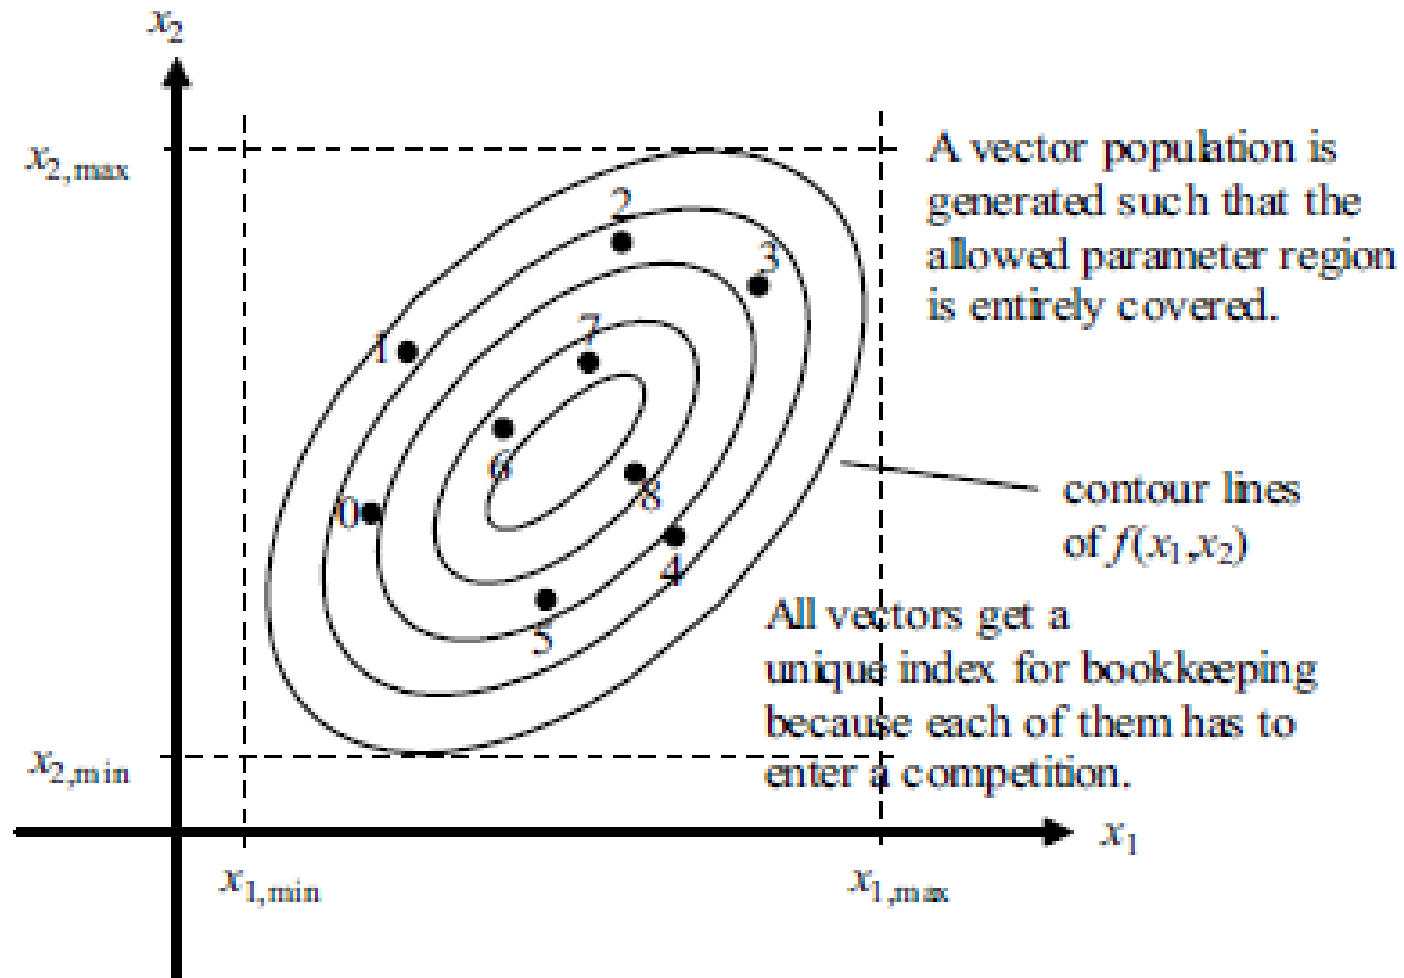 x2
x2,max
A vector population is
generated such that the
allowed parameter region
is entirely covered.
2
3
1
7
6
8
0
4
5
contour lines
of f(x1,x2)
All vectors get a
unique index for bookkeeping
because each of them has to
enter a competition.
x2,min
x1
x1,min
x1,max